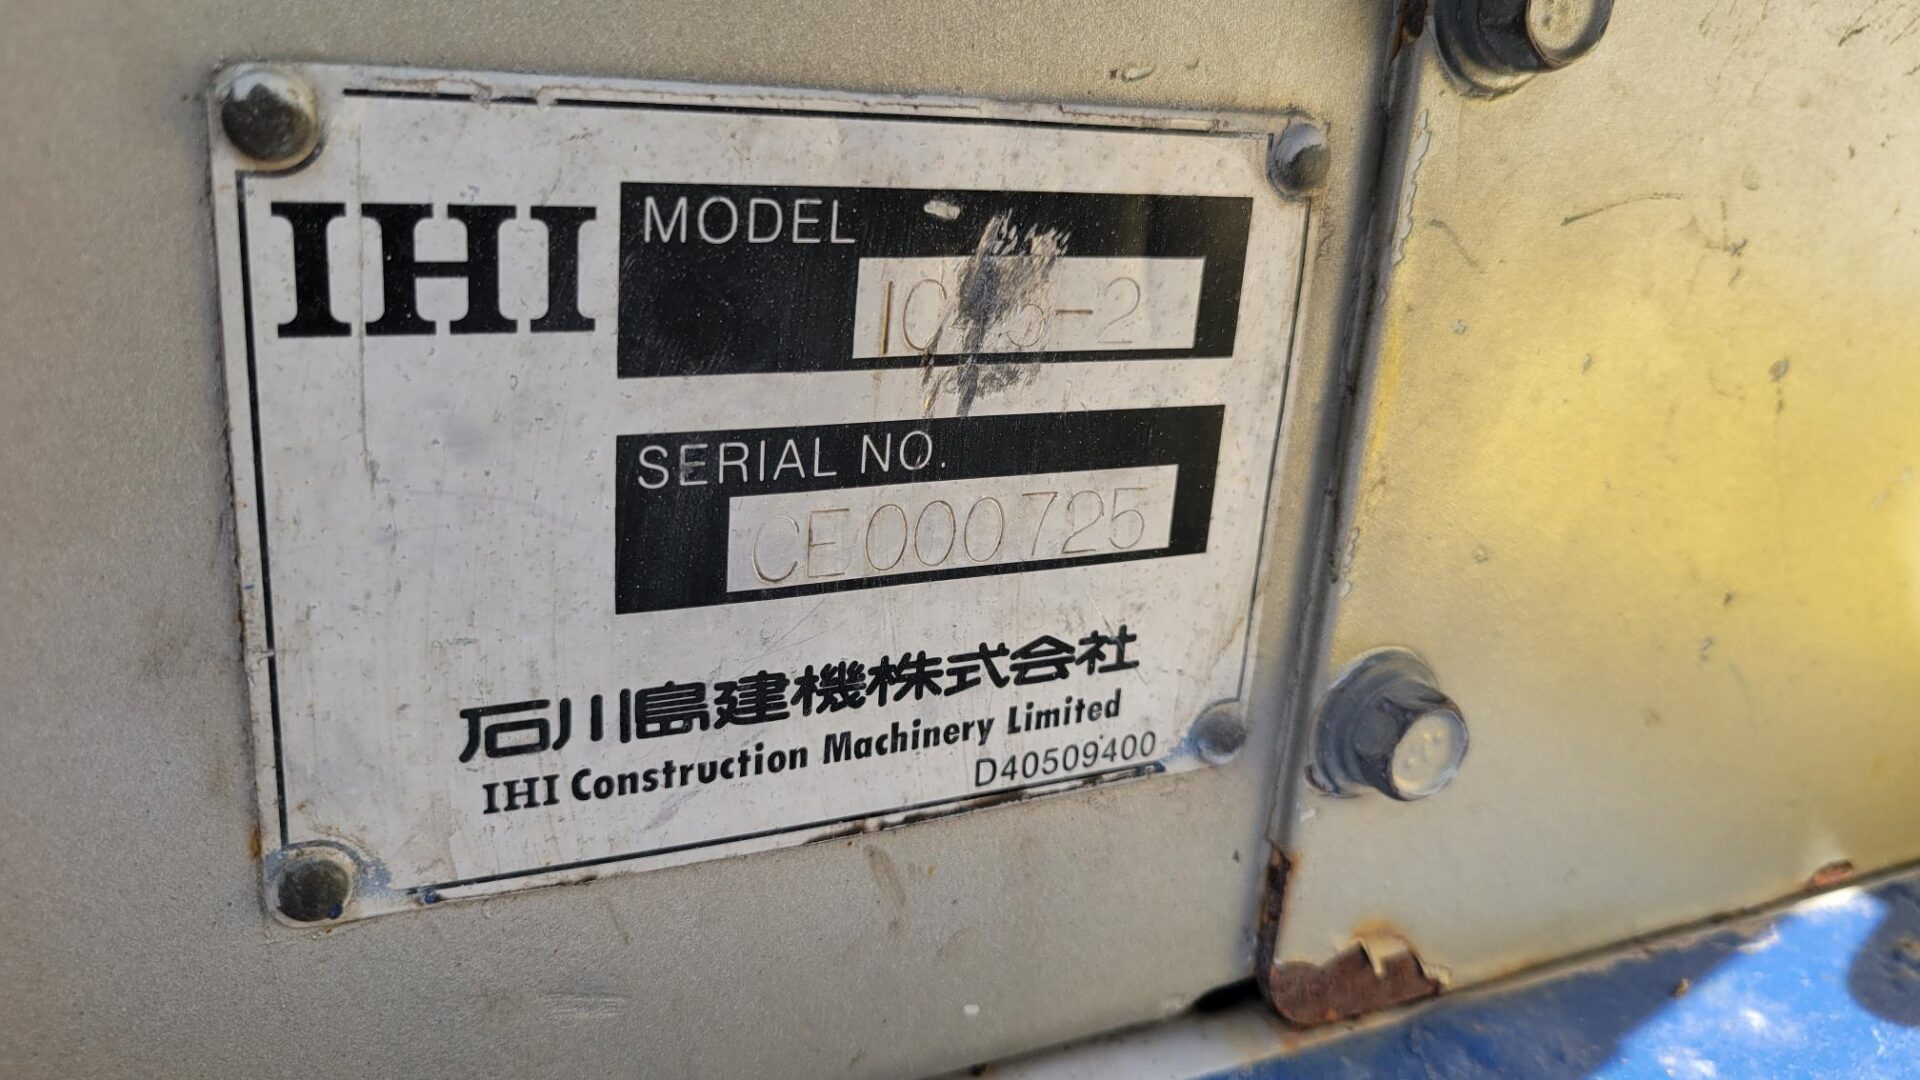 IHI
MODEL
SERIAL NO.
CE000725
石川島建機株式会社
IHI Construction Machinery Limited
D40509400